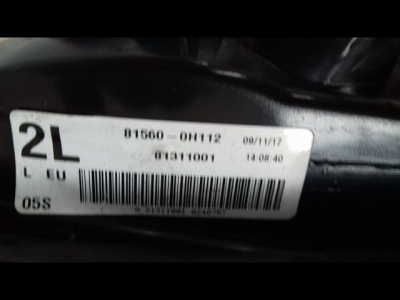 2L 81560-0H112 09/11/17
81311001 14:08:40
L EU
05S